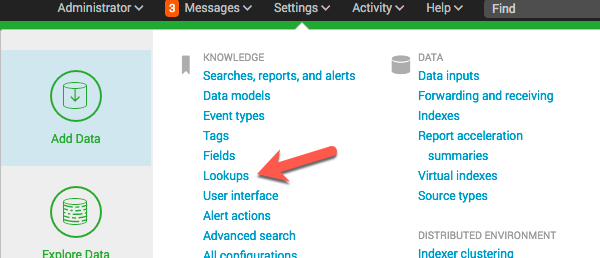 Administrator 3 Messages Settings Activity Help Find
Add Data
Explore Data
KNOWLEDGE
Searches, reports, and alerts
Data models
Event types
Tags
Fields
Lookups
User interface
Alert actions
Advanced search
All configurations
DATA
Data inputs
Forwarding and receiving
Indexes
Report acceleration
summaries
Virtual indexes
Source types
DISTRIBUTED ENVIRONMENT
Indexer clustering